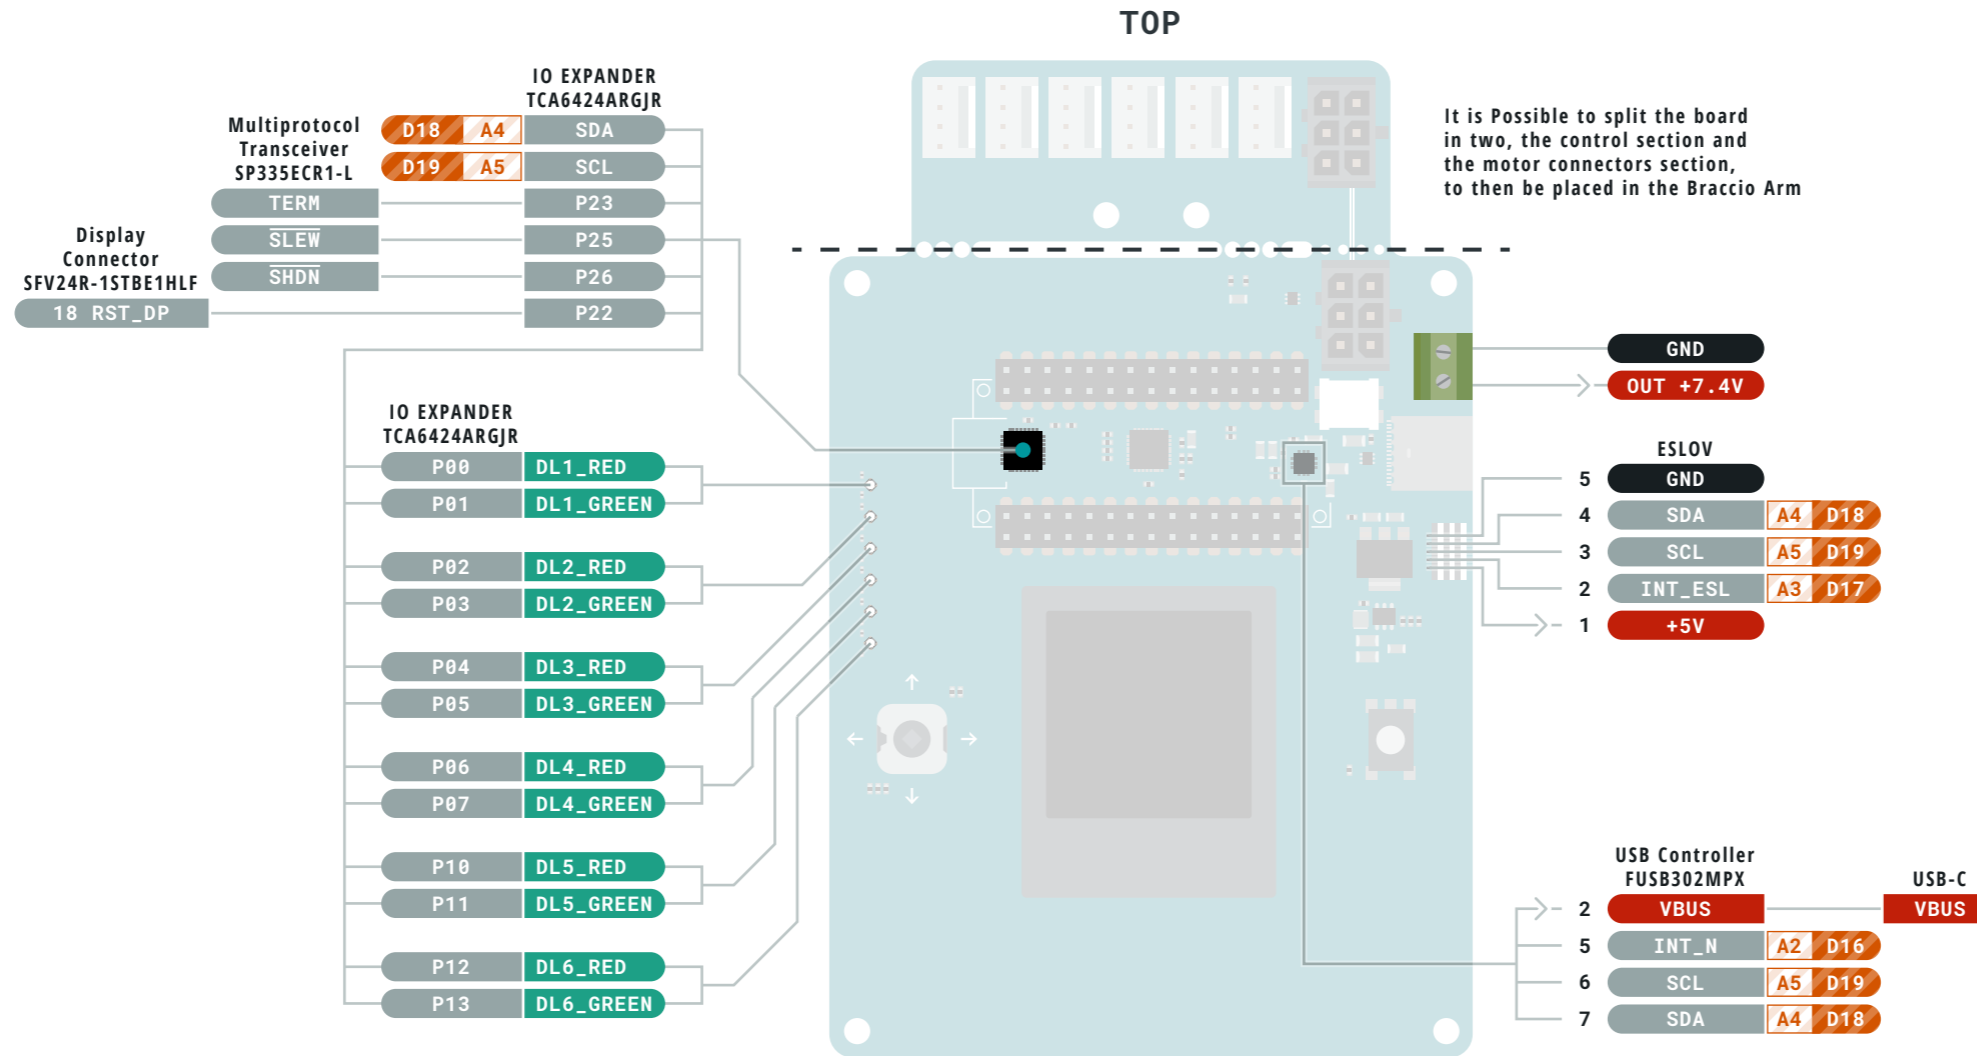 TOP
IO EXPANDER
TCA6424ARGJR
D18 A4 SDA
D19 A5 SCL
Multiprotocol
Transceiver
SP335ECR1-L
TERM P23
SLEW P25
SHDN P26
Display
Connector
SFV24R-1STBE1HLF
18 RST_DP P22
It is Possible to split the board
in two, the control section and
the motor connectors section,
to then be placed in the Braccio Arm
IO EXPANDER
TCA6424ARGJR
P00 DL1_RED
P01 DL1_GREEN
P02 DL2_RED
P03 DL2_GREEN
P04 DL3_RED
P05 DL3_GREEN
P06 DL4_RED
P07 DL4_GREEN
P10 DL5_RED
P11 DL5_GREEN
P12 DL6_RED
P13 DL6_GREEN
GND
OUT +7.4V
ESLOV
5 GND
4 SDA A4 D18
3 SCL A5 D19
2 INT_ESL A3 D17
1 +5V
USB Controller
FUSB302MPX
USB-C
2 VBUS VBUS
5 INT_N A2 D16
6 SCL A5 D19
7 SDA A4 D18